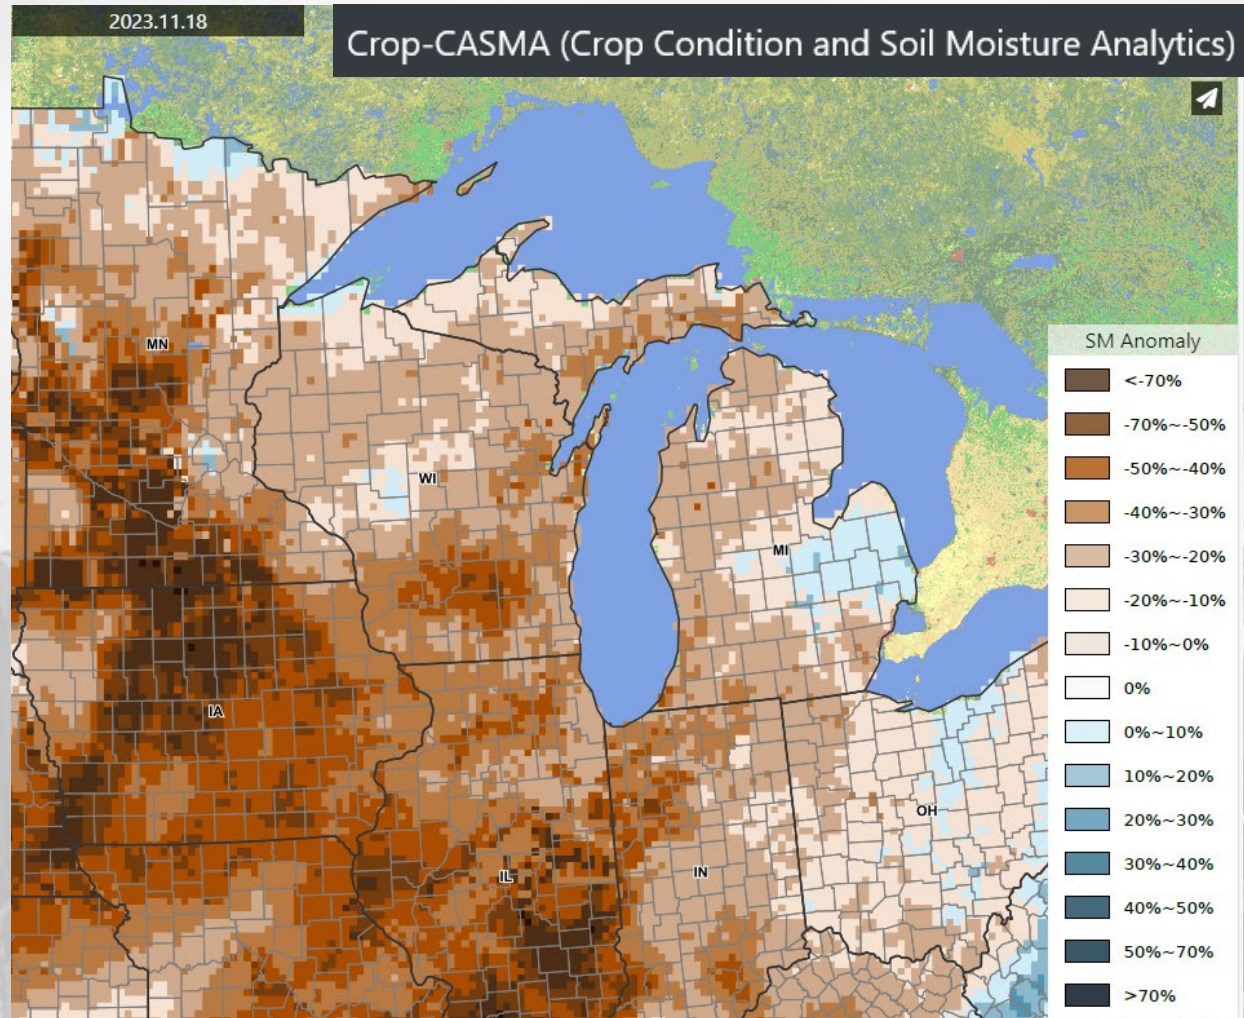 2023.11.18
Crop-CASMA (Crop Condition and Soil Moisture Analytics)
MN
WI
MI
IA
OH
IL
IN
SM Anomaly
<-70%
-70%~-50%
-50%~-40%
-40%~-30%
-30%~-20%
-20%~-10%
-10%~0%
0%
0%~10%
10%~20%
20%~30%
30%~40%
40%~50%
50%~70%
>70%